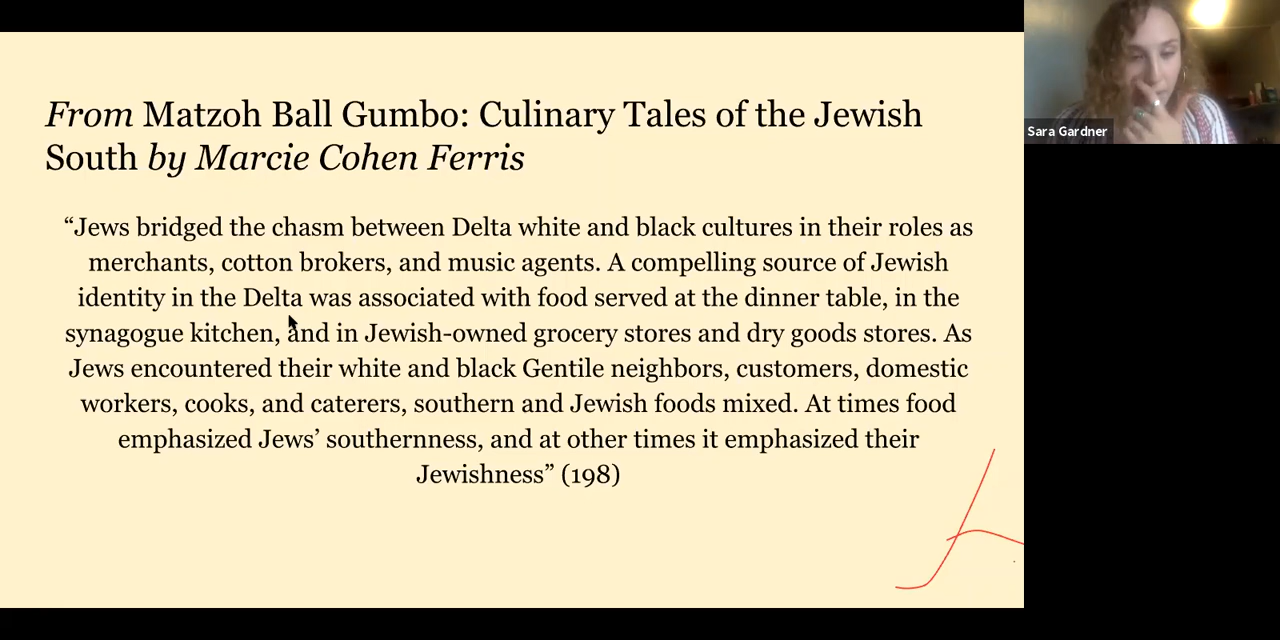 From Matzoh Ball Gumbo: Culinary Tales of the Jewish
South by Marcie Cohen Ferris
“Jews bridged the chasm between Delta white and black cultures in their roles as
merchants, cotton brokers, and music agents. A compelling source of Jewish
identity in the Delta was associated with food served at the dinner table, in the
synagogue kitchen, and in Jewish-owned grocery stores and dry goods stores. As
Jews encountered their white and black Gentile neighbors, customers, domestic
workers, cooks, and caterers, southern and Jewish foods mixed. At times food
emphasized Jews’ southernness, and at other times it emphasized their
Jewishness” (198)
Sara Gardner